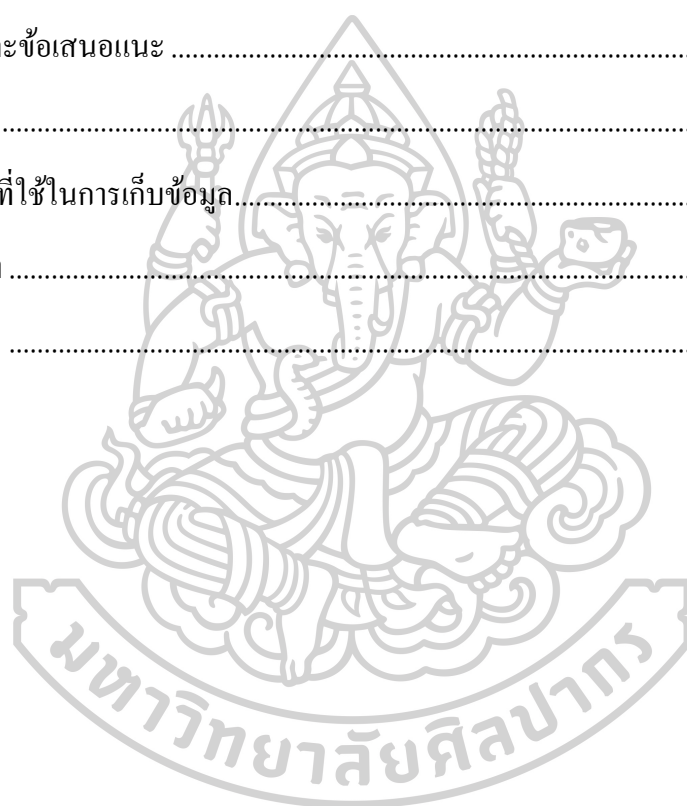 ะข้อเสนอแนะ ................................................................................
................................................................................
ที่ใช้ในการเก็บข้อมูล................................................................................
................................................................................
................................................................................
มหาวิทยาลัยศิลปากร